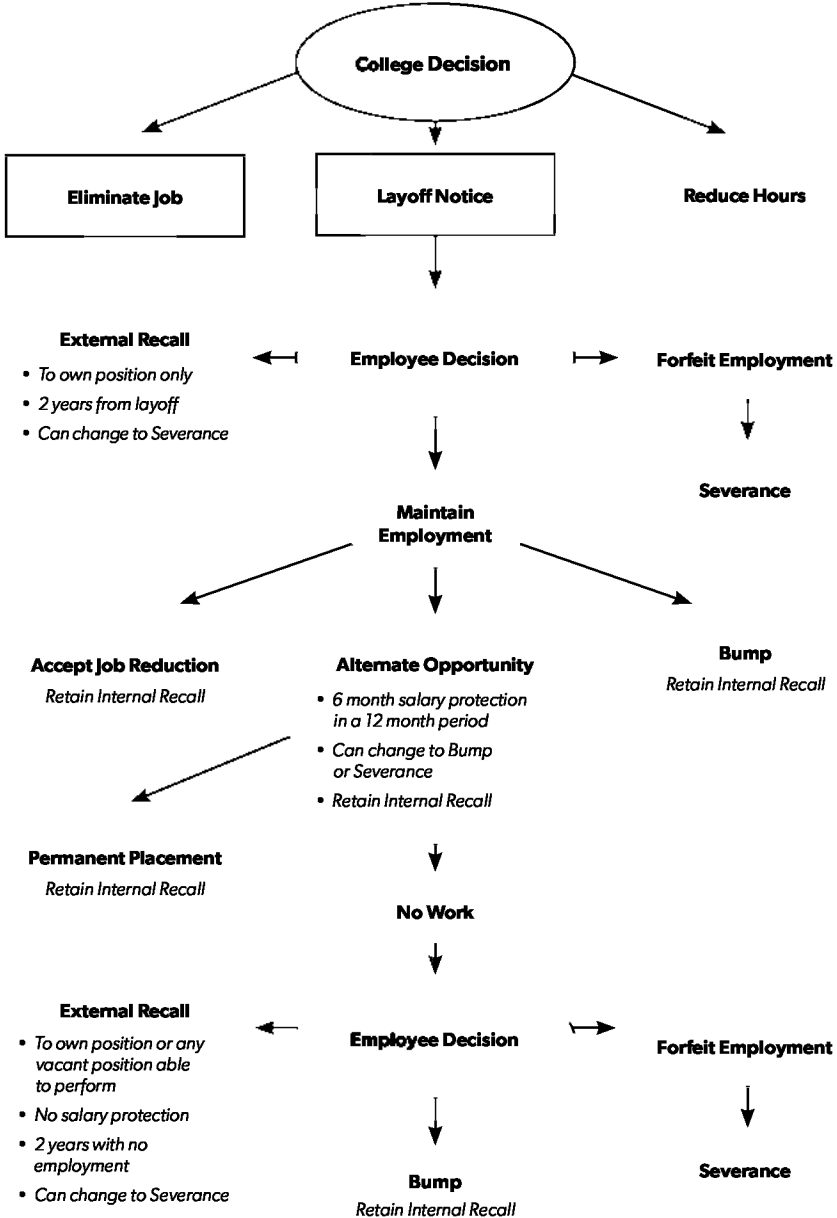 College Decision
Eliminate Job
Layoff Notice
Reduce Hours
External Recall
• To own position only
• 2 years from layoff
• Can change to Severance
Employee Decision
Forfeit Employment
Severance
Maintain
Employment
Accept Job Reduction
Retain Internal Recall
Alternate Opportunity
• 6 month salary protection
in a 12 month period
• Can change to Bump
or Severance
• Retain Internal Recall
Bump
Retain Internal Recall
Permanent Placement
Retain Internal Recall
No Work
External Recall
• To own position or any
vacant position able
to perform
• No salary protection
• 2 years with no
employment
• Can change to Severance
Employee Decision
Forfeit Employment
Bump
Retain Internal Recall
Severance